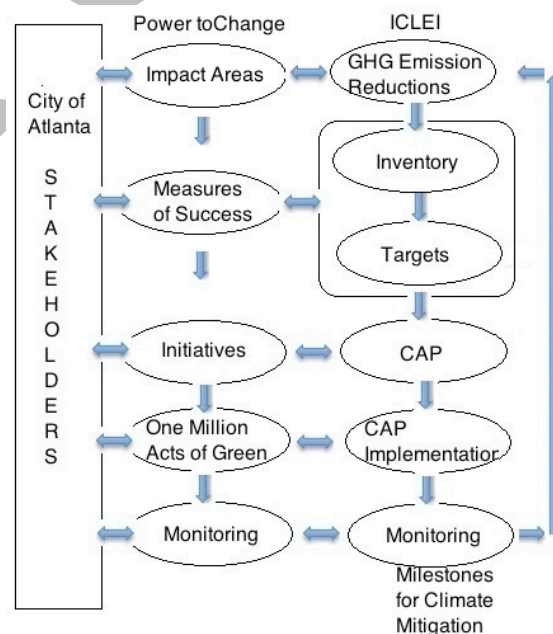 Power toChange
ICLEI
City of
Atlanta
S
T
A
K
E
H
O
L
D
E
R
S
Impact Areas
GHG Emission
Reductions
Inventory
Measures
of Success
Targets
Initiatives
CAP
One Million
Acts of Green
CAP
Implementation
Monitoring
Monitoring
Milestones
for Climate
Mitigation